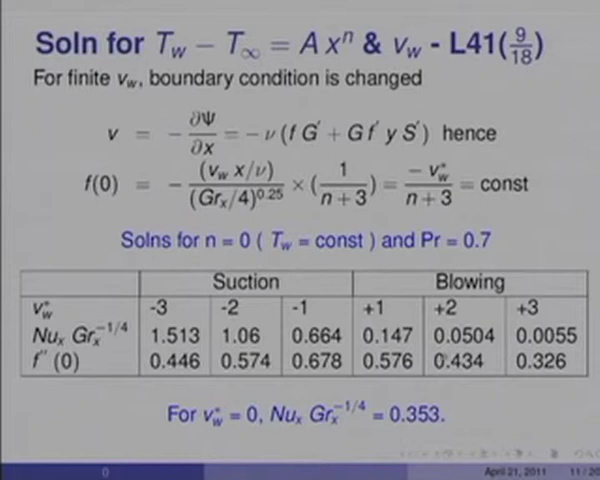 Soln for T_w − T_∞ = A xⁿ & v_w - L41(9/18)
For finite v_w, boundary condition is changed
v = − ∂Ψ/∂x = − ν (f G′ + G f′ y S′) hence
f(0) = − (v_w x/ν)/(Gr_x/4)^0.25 × (1/(n + 3)) = − v_w*/(n + 3) = const
Solns for n = 0 ( T_w = const ) and Pr = 0.7
Suction Blowing
v_w* -3 -2 -1 +1 +2 +3
Nu_x Gr_x^−1/4 1.513 1.06 0.664 0.147 0.0504 0.0055
f″ (0) 0.446 0.574 0.678 0.576 0.434 0.326
For v_w* = 0, Nu_x Gr_x^−1/4 = 0.353.
0 April 21, 2011 11 / 20